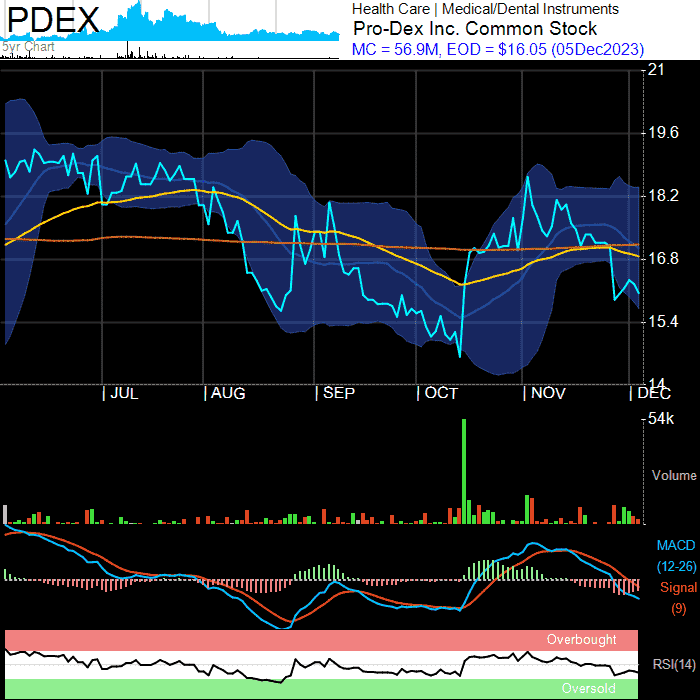 PDEX
5yr Chart
Health Care | Medical/Dental Instruments
Pro-Dex Inc. Common Stock
MC = 56.9M, EOD = $16.05 (05Dec2023)
21
19.6
18.2
16.8
15.4
14
JUL
AUG
SEP
OCT
NOV
DEC
54k
Volume
MACD
(12-26)
Signal
(9)
Overbought
RSI(14)
Oversold